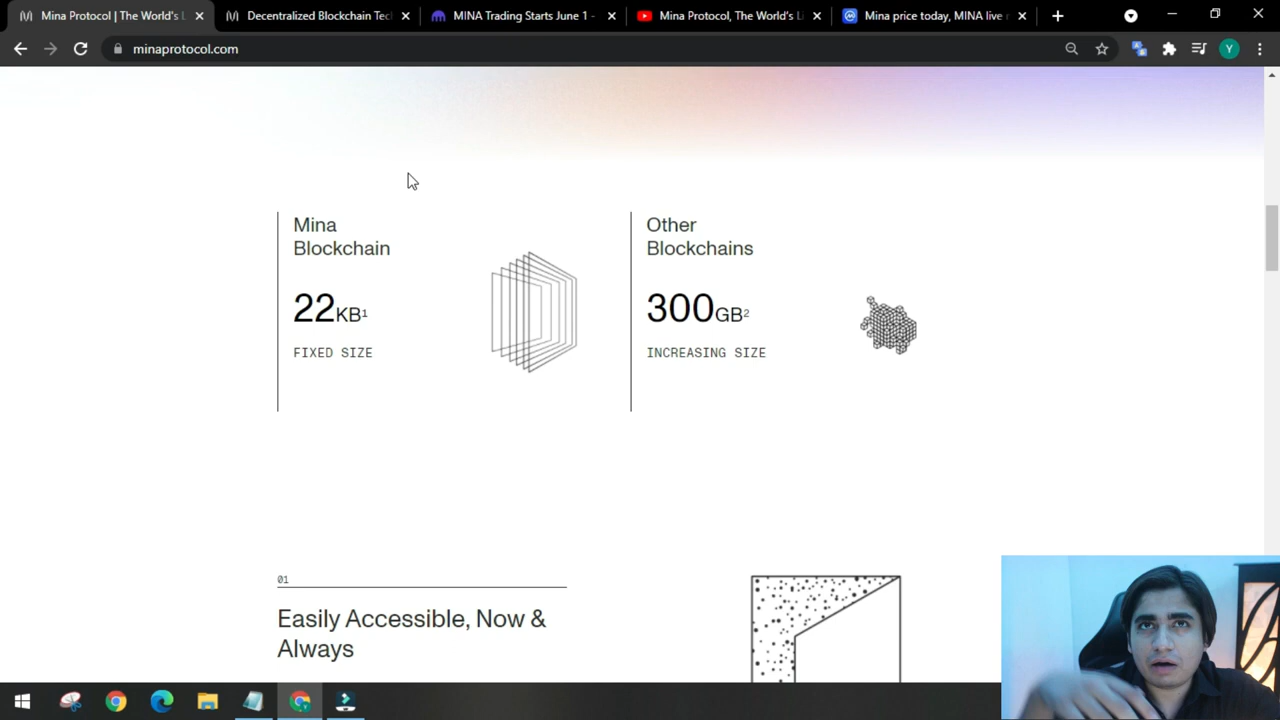 Mina Protocol | The World's L
Decentralized Blockchain Tec
MINA Trading Starts June 1 -
Mina Protocol, The World's Li
Mina price today, MINA live
minaprotocol.com
Y
Mina
Blockchain
22KB1
FIXED SIZE
Other
Blockchains
300GB2
INCREASING SIZE
01
Easily Accessible, Now &
Always